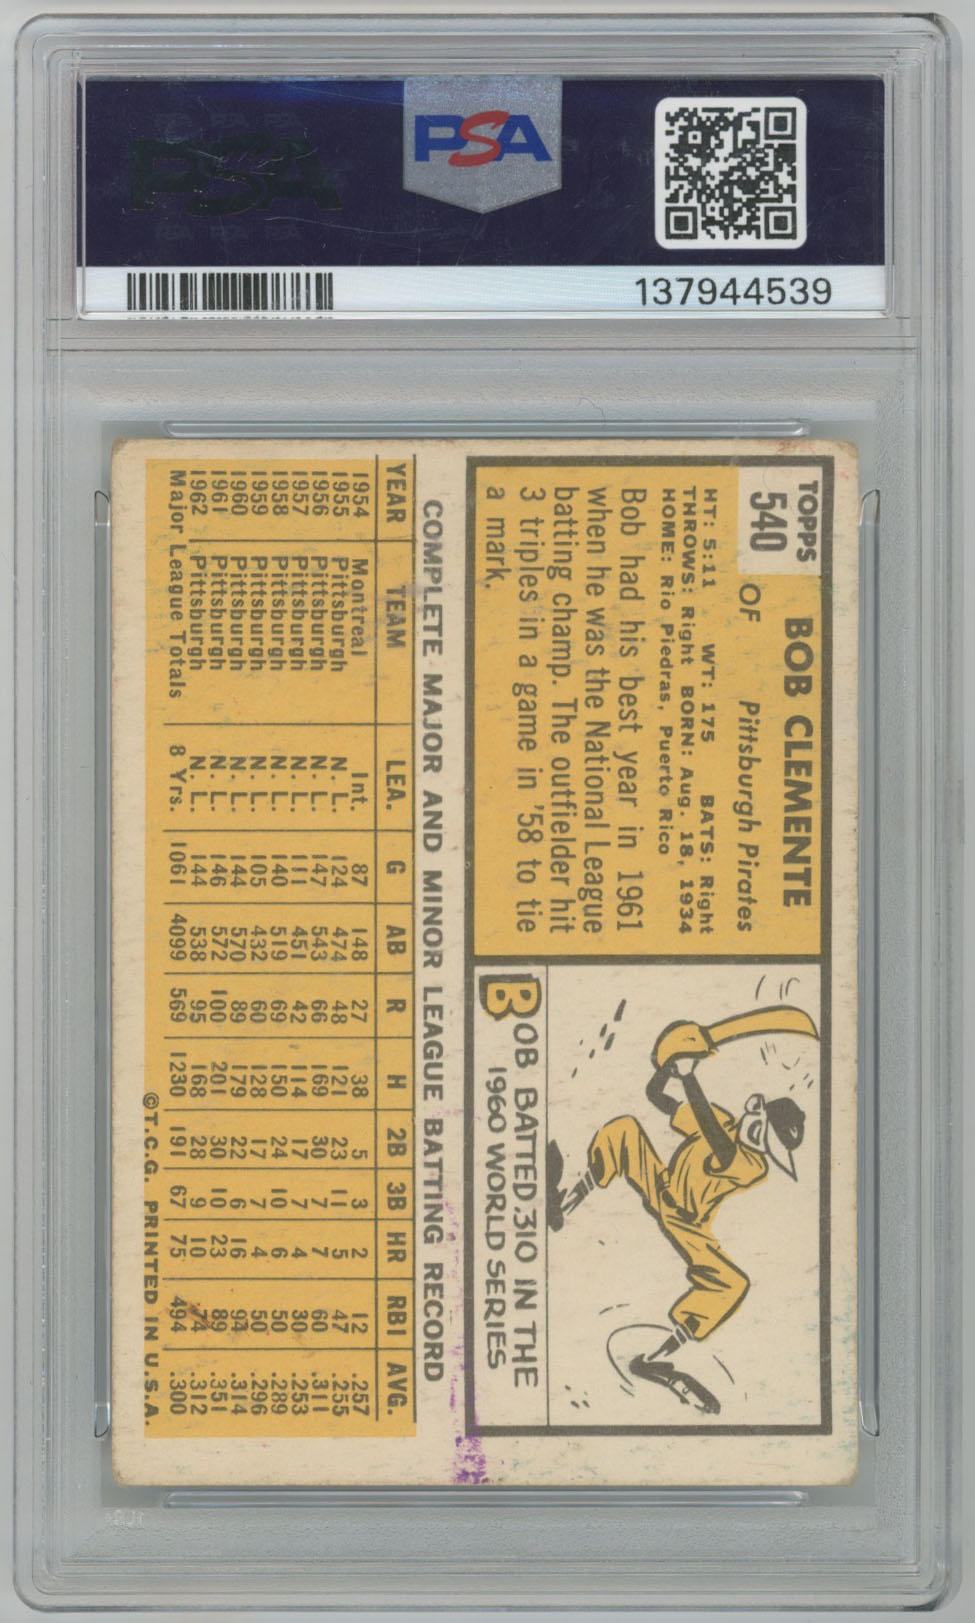 PSA
PSA
137944539
TOPPS
540
BOB CLEMENTE
OF Pittsburgh Pirates
HT: 5:11 WT: 175 BATS: Right
THROWS: Right BORN: Aug. 18, 1934
HOME: Rio Piedras, Puerto Rico
Bob had his best year in 1961
when he was the National League
batting champ. The outfielder hit
3 triples in a game in '58 to tie
a mark.
BOB BATTED .310 IN THE
1960 WORLD SERIES
COMPLETE MAJOR AND MINOR LEAGUE BATTING RECORD
YEAR TEAM LEA. G AB R H 2B 3B HR RBI AVG.
1954 Montreal Int. 87 148 27 38 5 3 2 12 .257
1955 Pittsburgh N. L. 124 474 48 121 23 11 5 47 .255
1956 Pittsburgh N. L. 147 543 66 169 30 7 7 60 .311
1957 Pittsburgh N. L. 111 451 42 114 17 7 4 30 .253
1958 Pittsburgh N. L. 140 519 69 150 24 10 6 50 .289
1959 Pittsburgh N. L. 105 432 60 128 17 7 4 50 .296
1960 Pittsburgh N. L. 144 570 89 179 22 6 16 94 .314
1961 Pittsburgh N. L. 146 572 100 201 30 10 23 89 .351
1962 Pittsburgh N. L. 144 538 95 168 28 9 10 74 .312
Major League Totals 8 Yrs. 1061 4099 569 1230 191 67 75 494 .300
©T.C.G. PRINTED IN U.S.A.